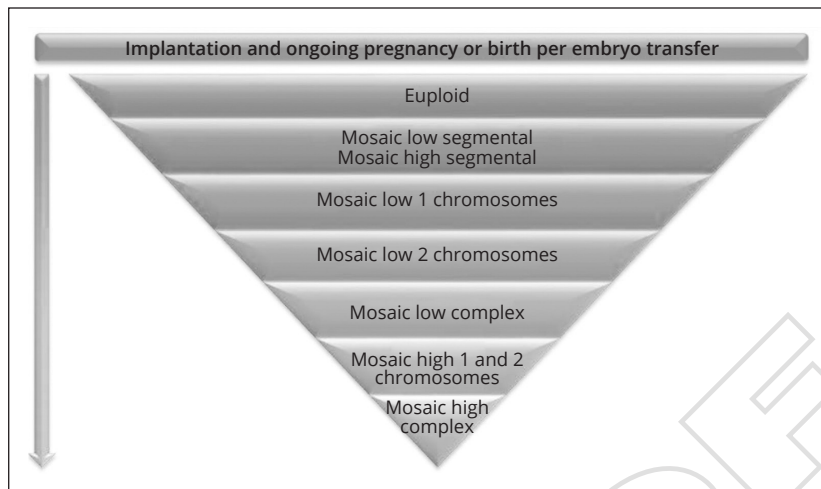 Implantation and ongoing pregnancy or birth per embryo transfer
Euploid
Mosaic low segmental
Mosaic high segmental
Mosaic low 1 chromosomes
Mosaic low 2 chromosomes
Mosaic low complex
Mosaic high 1 and 2
chromosomes
Mosaic high
complex